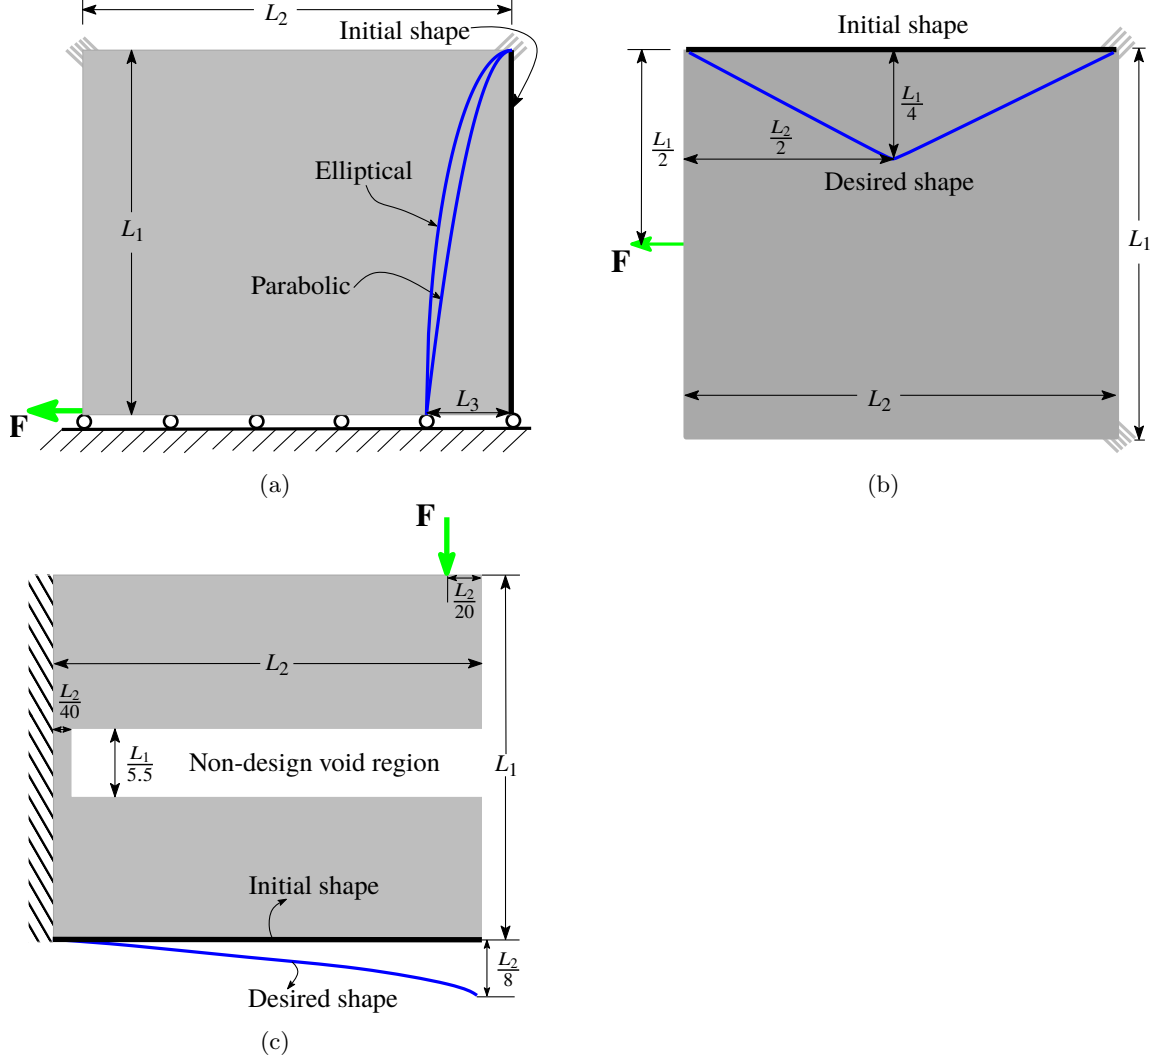 L₂
Initial shape
Elliptical
L₁
Parabolic
L₃
F
(a)
Initial shape
L₁/4
L₁/2
L₂/2
Desired shape
L₁
F
L₂
(b)
F
L₂/20
L₂
L₂/40
L₁/5.5
Non-design void region
L₁
Initial shape
L₂/8
Desired shape
(c)